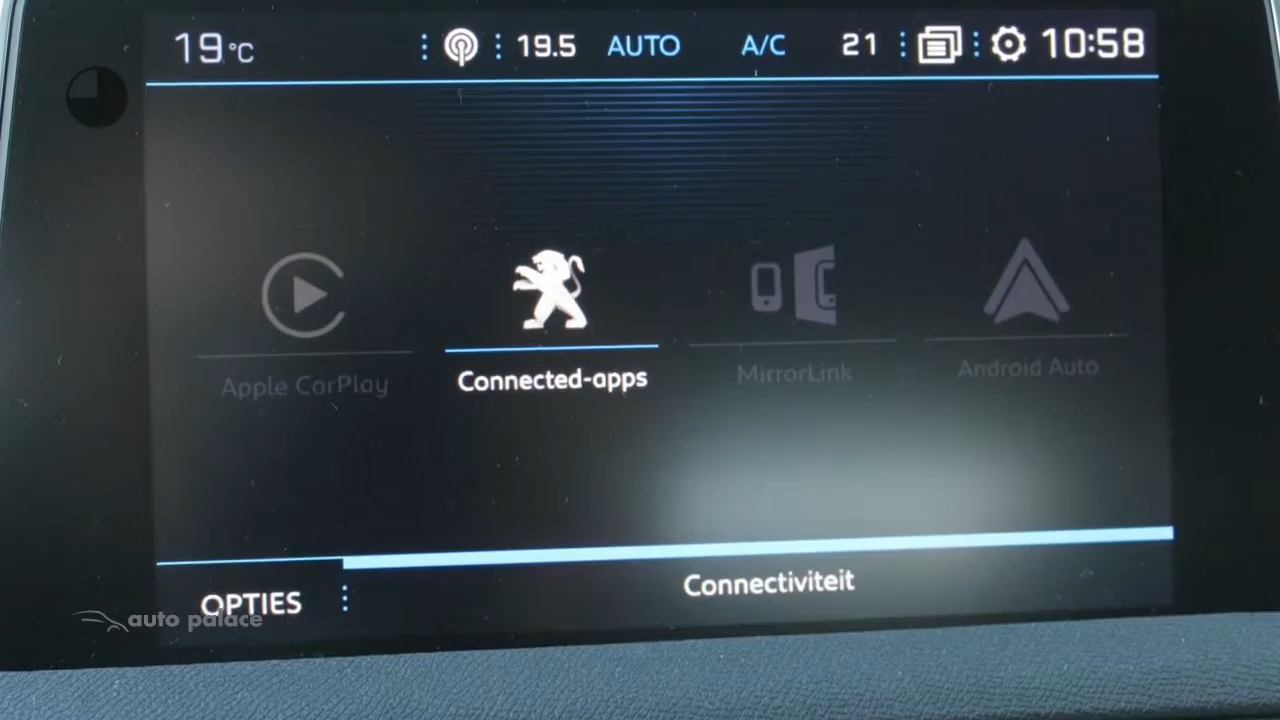 19°C 19.5 AUTO A/C 21 10:58
Apple CarPlay
Connected-apps
MirrorLink
Android Auto
OPTIES
Connectiviteit
auto palace